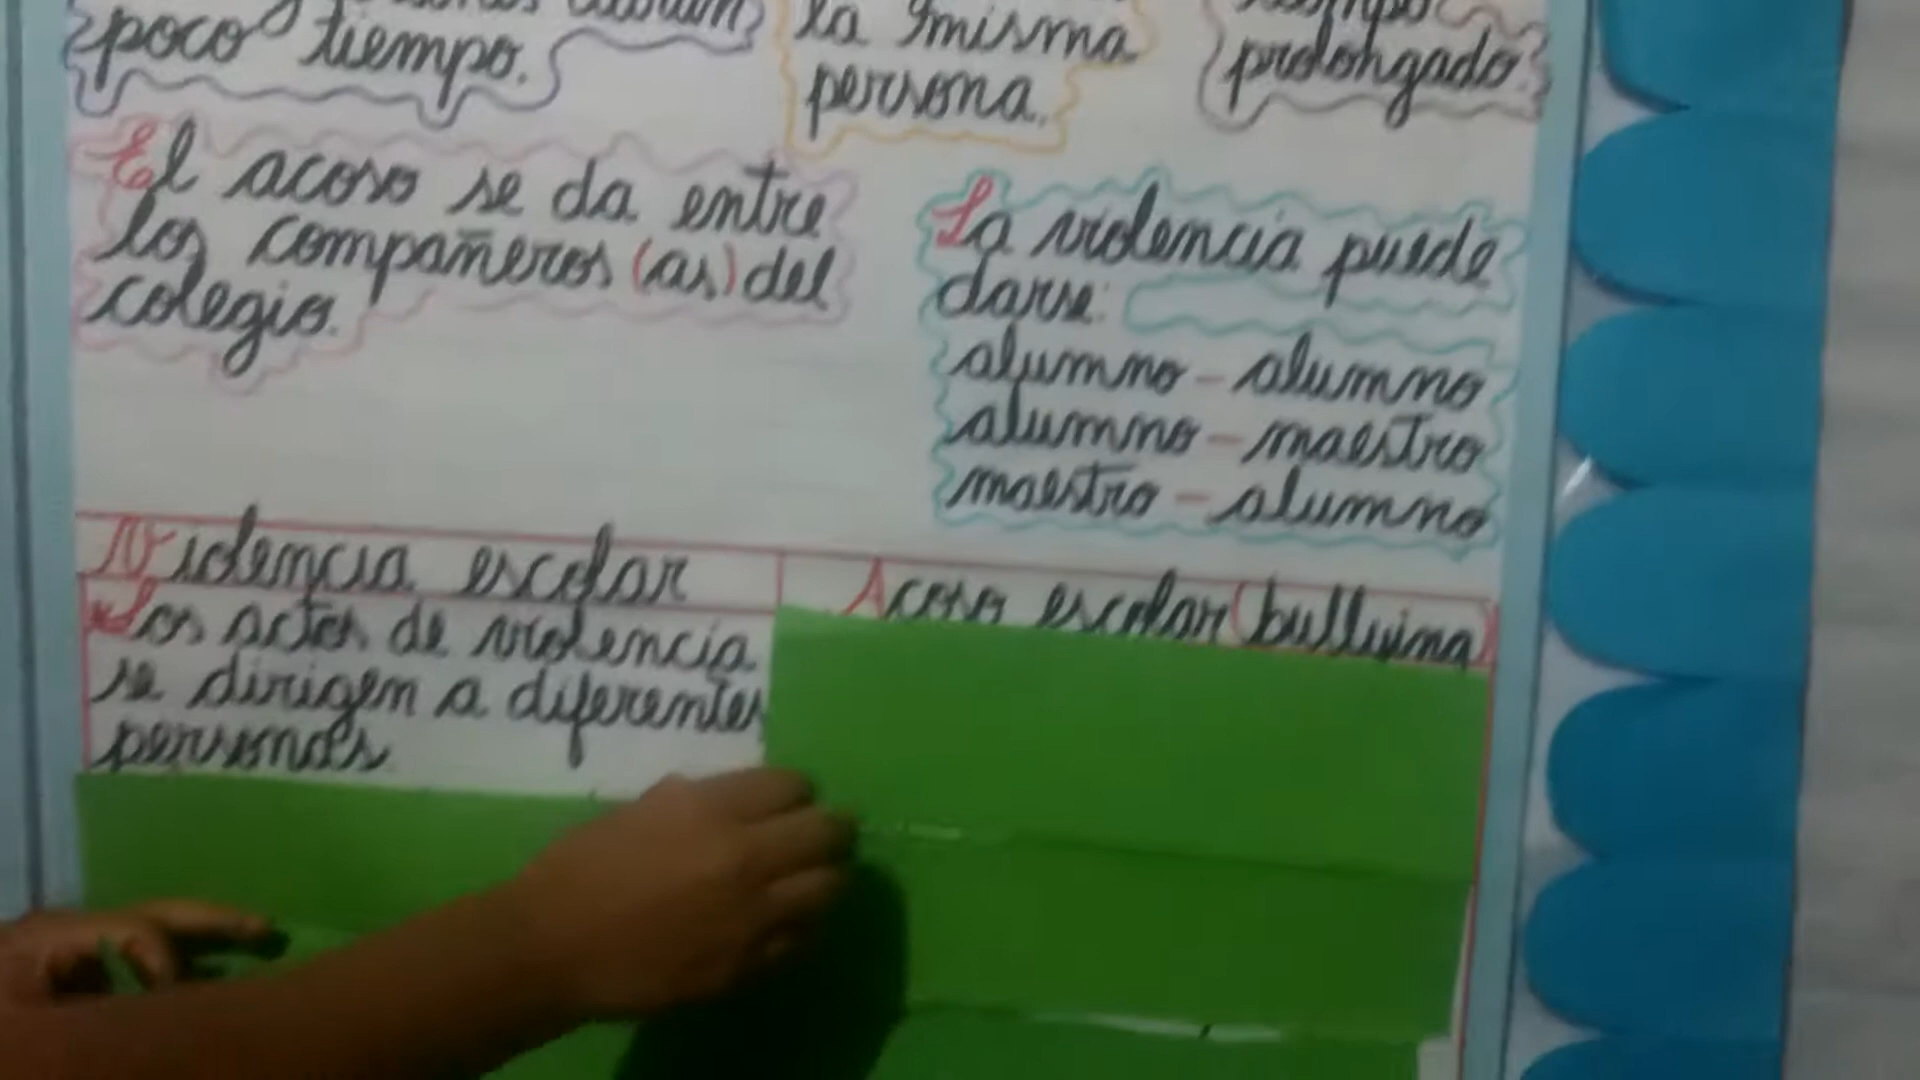 poco tiempo.
la misma
persona.
tiempo
prolongado.
El acoso se da entre
los compañeros (as) del
colegio.
La violencia puede
darse:
alumno - alumno
alumno - maestro
maestro - alumno
Violencia escolar
Acoso escolar (bullying)
*Los actos de violencia
se dirigen a diferentes
personas